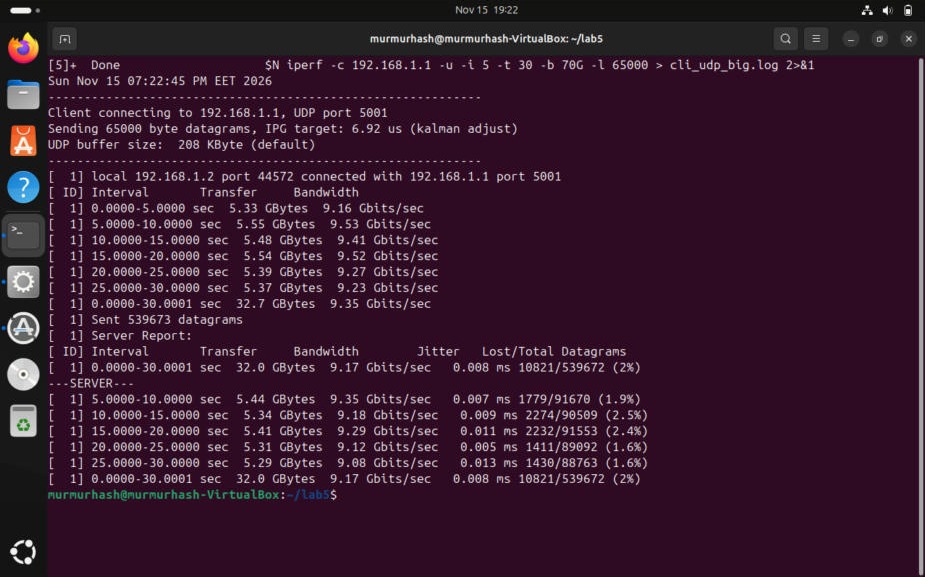 Nov 15 19:22
murmurhash@murmurhash-VirtualBox: ~/lab5
[5]+  Done                    $N iperf -c 192.168.1.1 -u -i 5 -t 30 -b 70G -l 65000 > cli_udp_big.log 2>&1
Sun Nov 15 07:22:45 PM EET 2026
------------------------------------------------------------
Client connecting to 192.168.1.1, UDP port 5001
Sending 65000 byte datagrams, IPG target: 6.92 us (kalman adjust)
UDP buffer size:  208 KByte (default)
------------------------------------------------------------
[  1] local 192.168.1.2 port 44572 connected with 192.168.1.1 port 5001
[ ID] Interval       Transfer     Bandwidth
[  1] 0.0000-5.0000 sec  5.33 GBytes  9.16 Gbits/sec
[  1] 5.0000-10.0000 sec  5.55 GBytes  9.53 Gbits/sec
[  1] 10.0000-15.0000 sec  5.48 GBytes  9.41 Gbits/sec
[  1] 15.0000-20.0000 sec  5.54 GBytes  9.52 Gbits/sec
[  1] 20.0000-25.0000 sec  5.39 GBytes  9.27 Gbits/sec
[  1] 25.0000-30.0000 sec  5.37 GBytes  9.23 Gbits/sec
[  1] 0.0000-30.0001 sec  32.7 GBytes  9.35 Gbits/sec
[  1] Sent 539673 datagrams
[  1] Server Report:
[ ID] Interval       Transfer     Bandwidth        Jitter   Lost/Total Datagrams
[  1] 0.0000-30.0001 sec  32.0 GBytes  9.17 Gbits/sec   0.008 ms 10821/539672 (2%)
---SERVER---
[  1] 5.0000-10.0000 sec  5.44 GBytes  9.35 Gbits/sec   0.007 ms 1779/91670 (1.9%)
[  1] 10.0000-15.0000 sec  5.34 GBytes  9.18 Gbits/sec   0.009 ms 2274/90509 (2.5%)
[  1] 15.0000-20.0000 sec  5.41 GBytes  9.29 Gbits/sec   0.011 ms 2232/91553 (2.4%)
[  1] 20.0000-25.0000 sec  5.31 GBytes  9.12 Gbits/sec   0.005 ms 1411/89092 (1.6%)
[  1] 25.0000-30.0000 sec  5.29 GBytes  9.08 Gbits/sec   0.013 ms 1430/88763 (1.6%)
[  1] 0.0000-30.0001 sec  32.0 GBytes  9.17 Gbits/sec   0.008 ms 10821/539672 (2%)
murmurhash@murmurhash-VirtualBox:~/lab5$